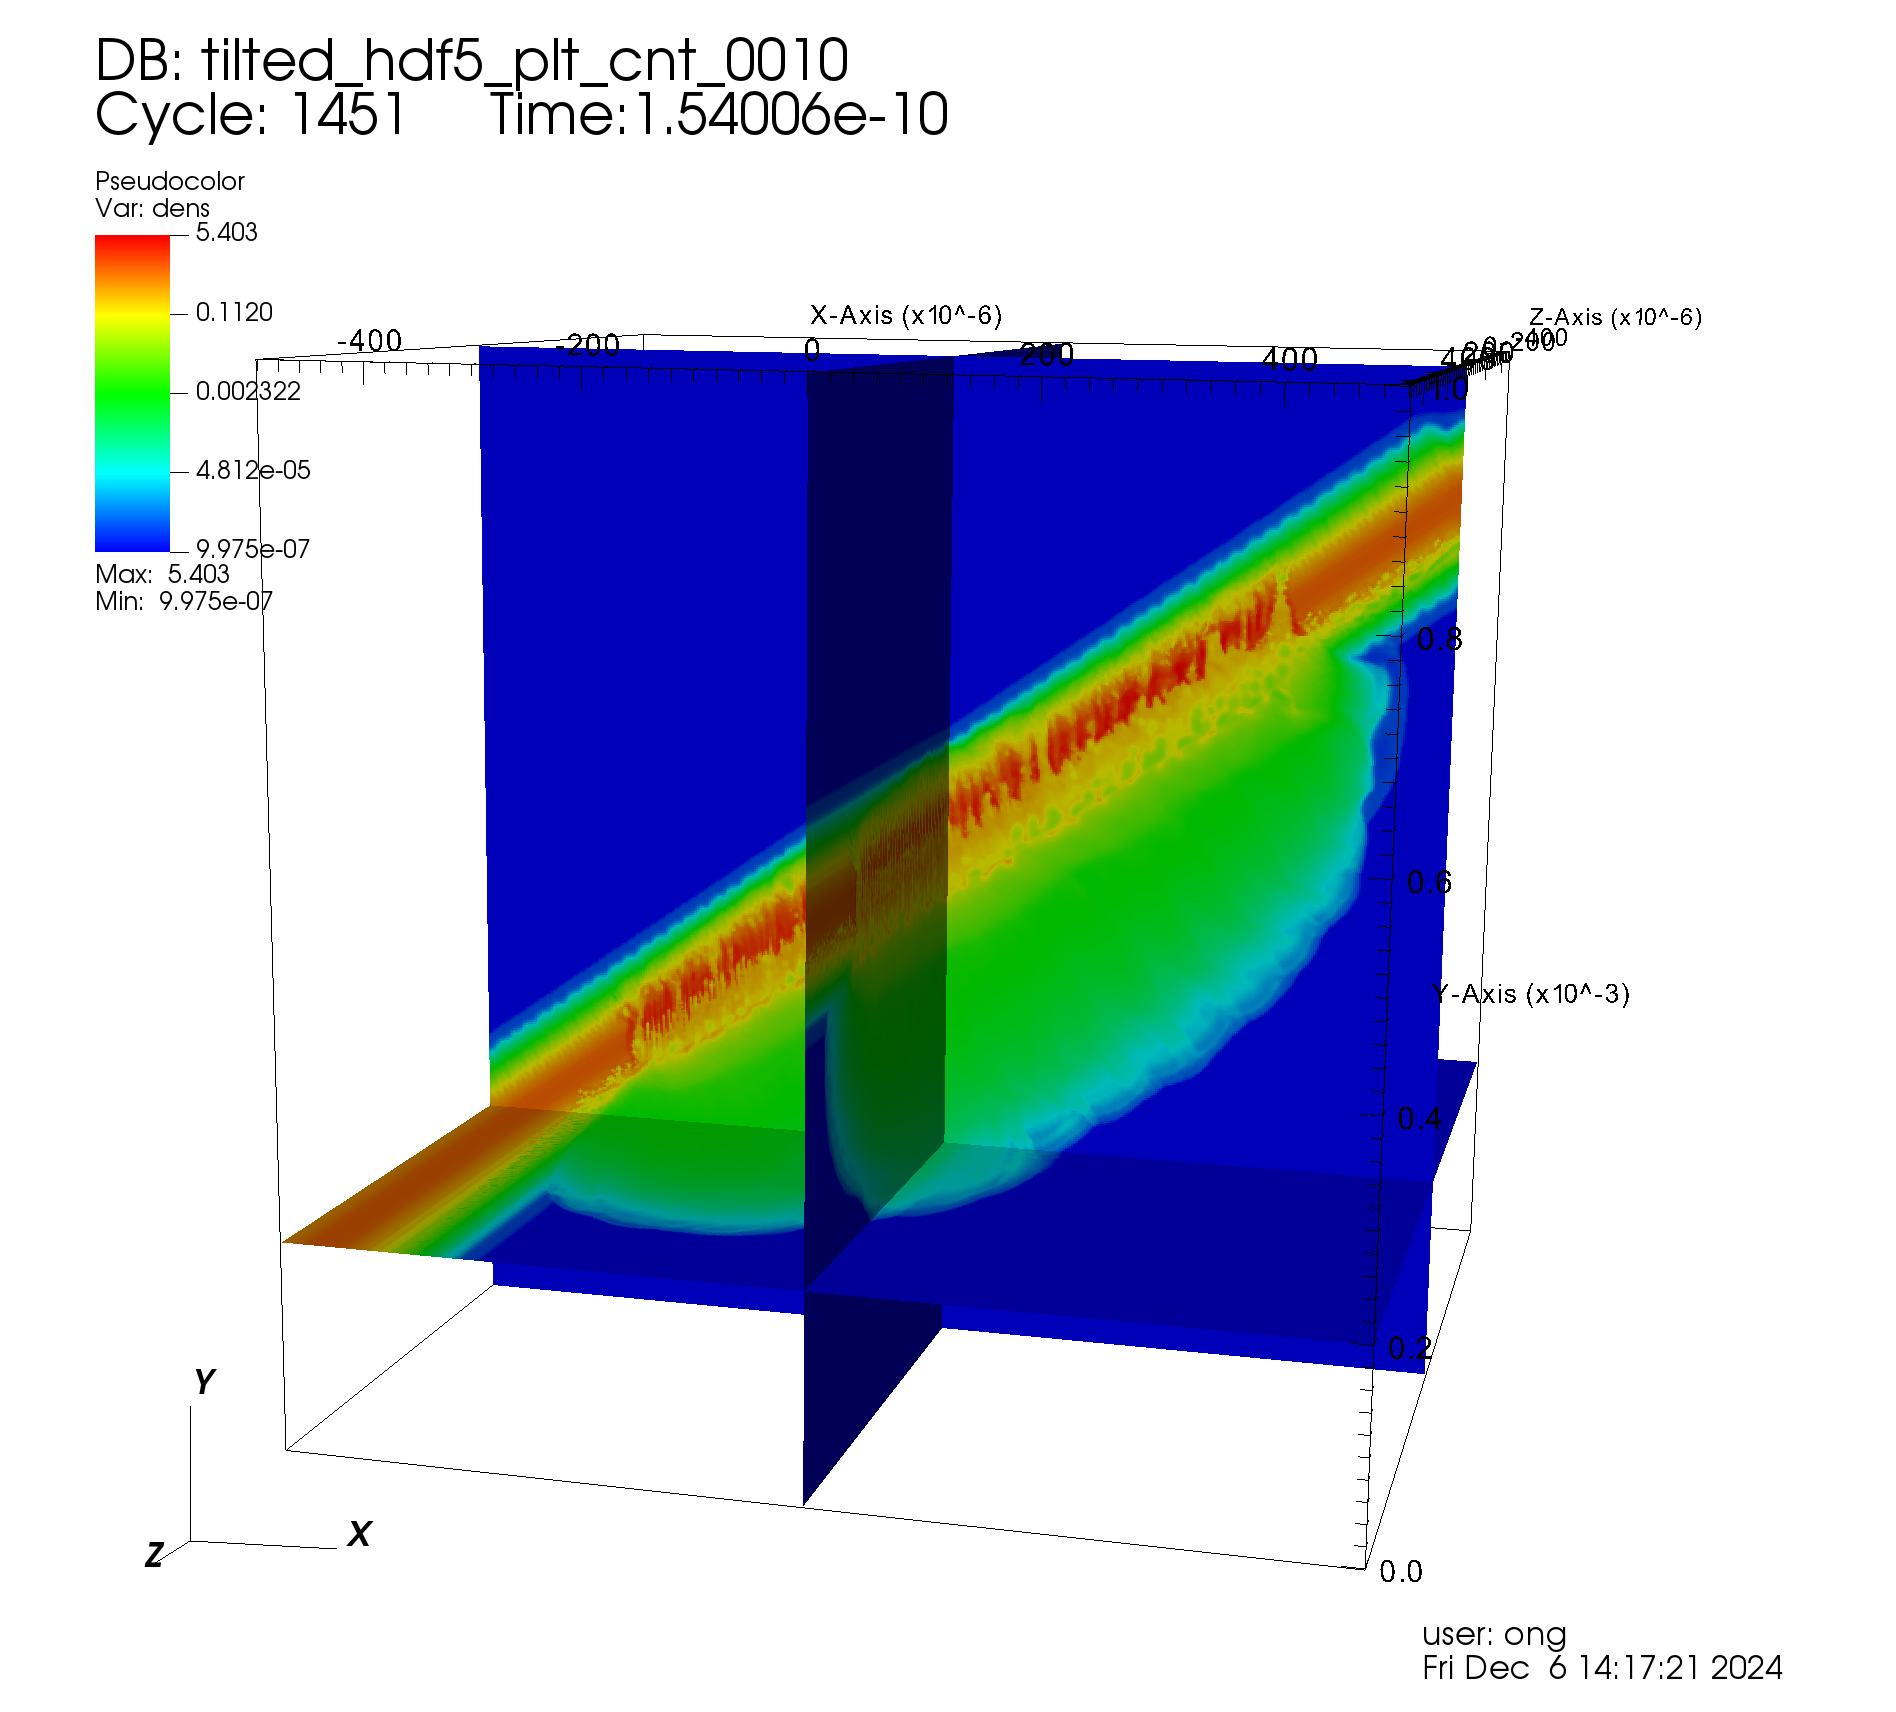 DB: tilted_hdf5_plt_cnt_0010
Cycle: 1451 Time:1.54006e-10
Pseudocolor
Var: dens
5.403
0.1120
0.002322
4.812e-05
9.975e-07
Max: 5.403
Min: 9.975e-07
X-Axis (x10^-6)
Z-Axis (x10^-6)
-400
-200
0
200
400
1.0
0.8
0.6
Y-Axis (x10^-3)
0.4
0.2
0.0
Y
X
Z
user: ong
Fri Dec 6 14:17:21 2024